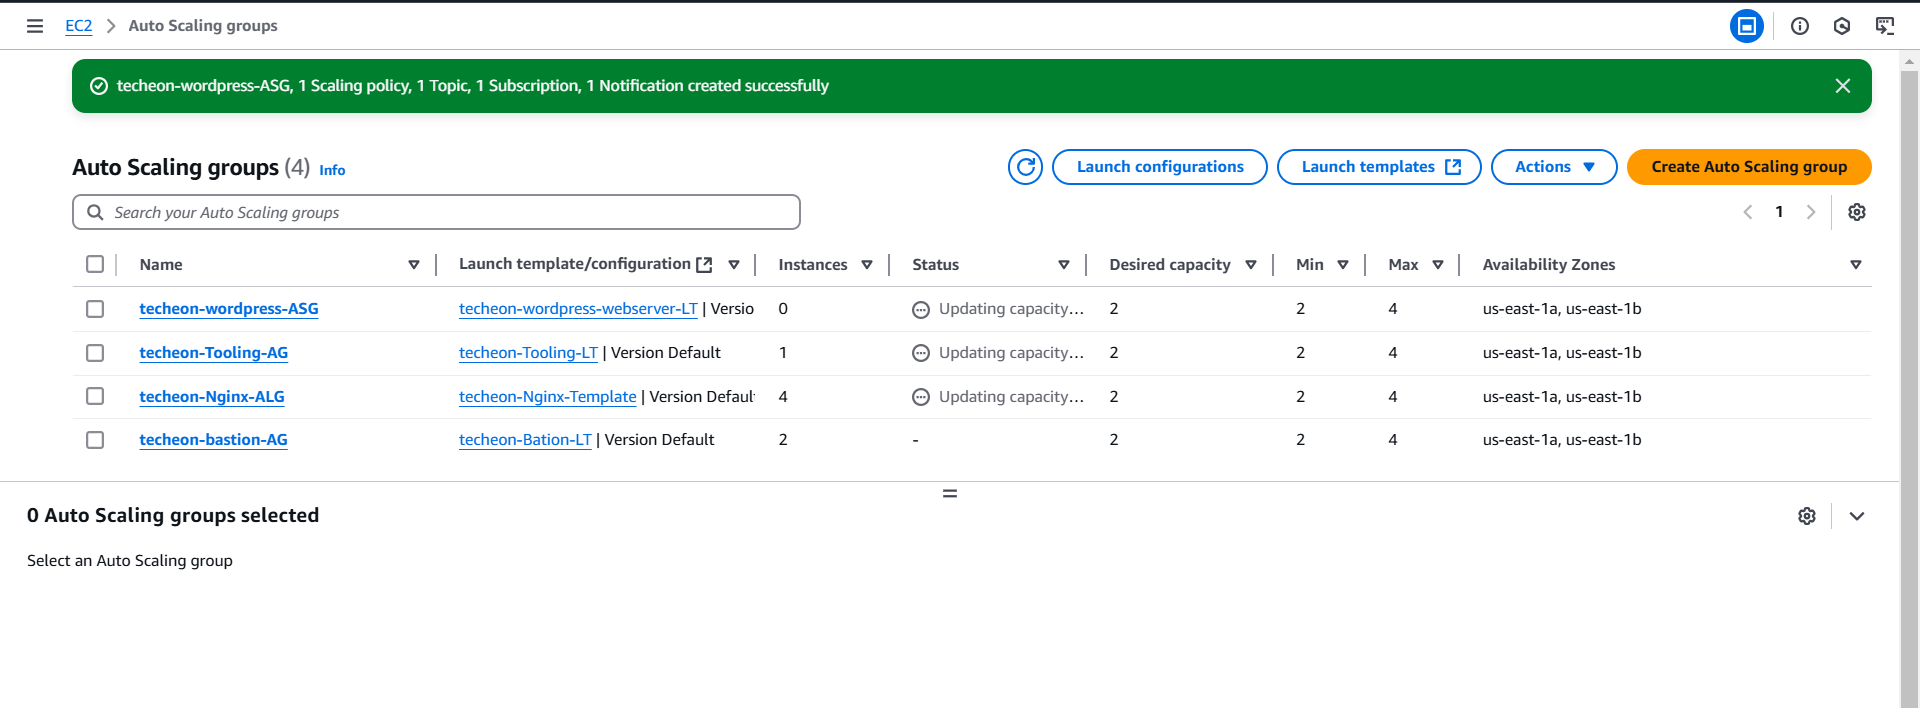 EC2 > Auto Scaling groups
techeon-wordpress-ASG, 1 Scaling policy, 1 Topic, 1 Subscription, 1 Notification created successfully
Auto Scaling groups (4) Info
Launch configurations
Launch templates
Actions
Create Auto Scaling group
Search your Auto Scaling groups
1
Name Launch template/configuration Instances Status Desired capacity Min Max Availability Zones
techeon-wordpress-ASG techeon-wordpress-webserver-LT | Versio 0 Updating capacity... 2 2 4 us-east-1a, us-east-1b
techeon-Tooling-AG techeon-Tooling-LT | Version Default 1 Updating capacity... 2 2 4 us-east-1a, us-east-1b
techeon-Nginx-ALG techeon-Nginx-Template | Version Defaul 4 Updating capacity... 2 2 4 us-east-1a, us-east-1b
techeon-bastion-AG techeon-Bation-LT | Version Default 2 - 2 2 4 us-east-1a, us-east-1b
0 Auto Scaling groups selected
Select an Auto Scaling group